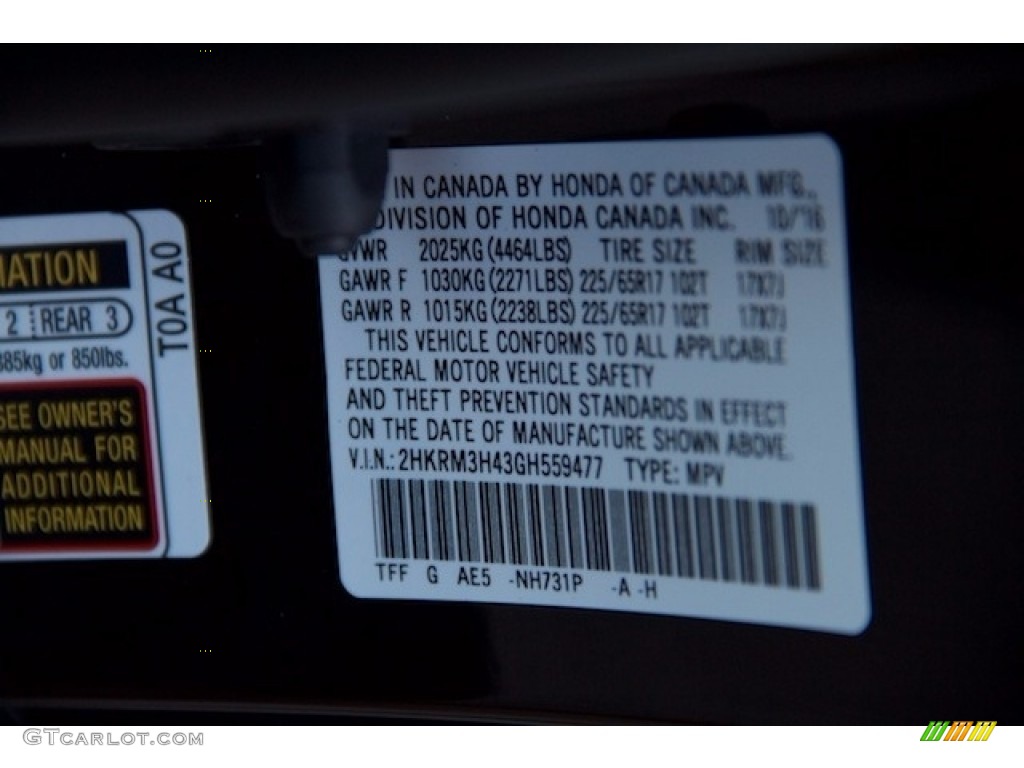 IN CANADA BY HONDA OF CANADA MFG.,
DIVISION OF HONDA CANADA INC. 10/16
GVWR 2025KG (4464LBS) TIRE SIZE RIM SIZE
GAWR F 1030KG (2271LBS) 225/65R17 102T 17X7J
GAWR R 1015KG (2238LBS) 225/65R17 102T 17X7J
THIS VEHICLE CONFORMS TO ALL APPLICABLE
FEDERAL MOTOR VEHICLE SAFETY
AND THEFT PREVENTION STANDARDS IN EFFECT
ON THE DATE OF MANUFACTURE SHOWN ABOVE.
V.I.N.: 2HKRM3H43GH559477 TYPE: MPV
TFF G AE5 -NH731P -A -H
MATION
2 REAR 3
385kg or 850lbs.
SEE OWNER'S
MANUAL FOR
ADDITIONAL
INFORMATION
T0A A0
GTCARLOT.COM